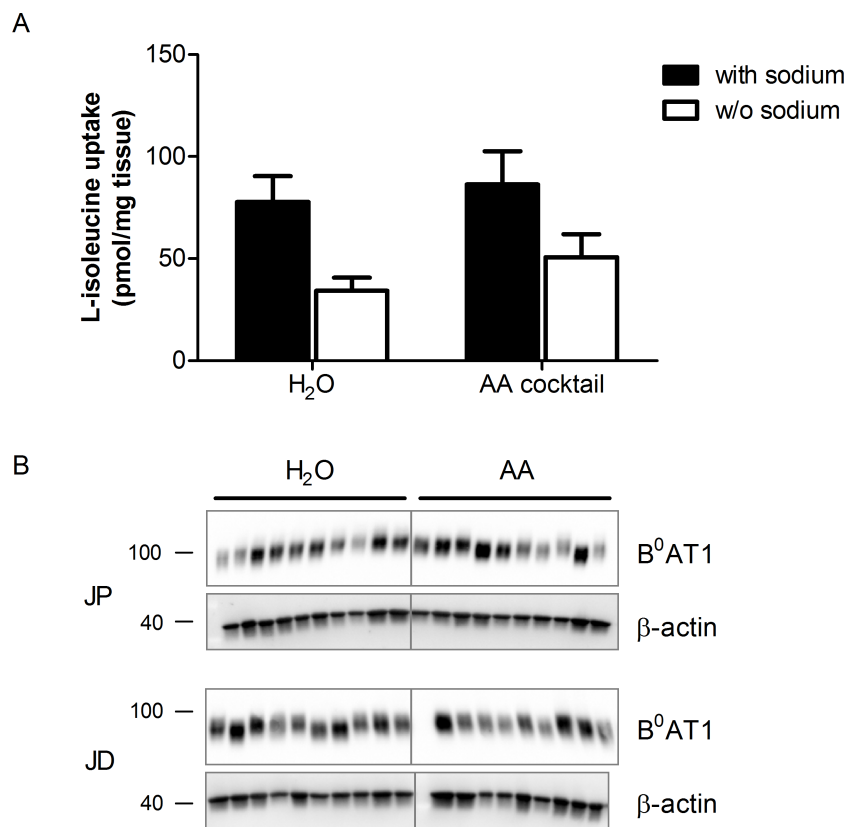 A
L-isoleucine uptake
(pmol/mg tissue)
150
100
50
0
with sodium
w/o sodium
H₂O
AA cocktail
B
H₂O
AA
JP
100
B⁰AT1
40
β-actin
JD
100
B⁰AT1
40
β-actin